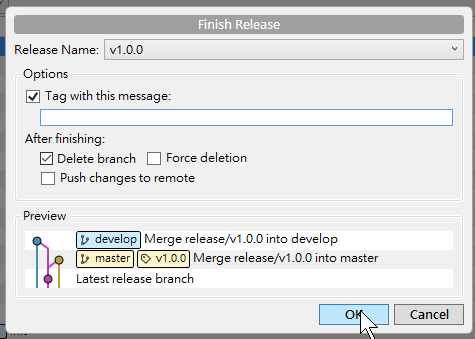 Finish Release
Release Name: v1.0.0
Options
Tag with this message:
After finishing:
Delete branch Force deletion
Push changes to remote
Preview
develop Merge release/v1.0.0 into develop
master v1.0.0 Merge release/v1.0.0 into master
Latest release branch
OK Cancel